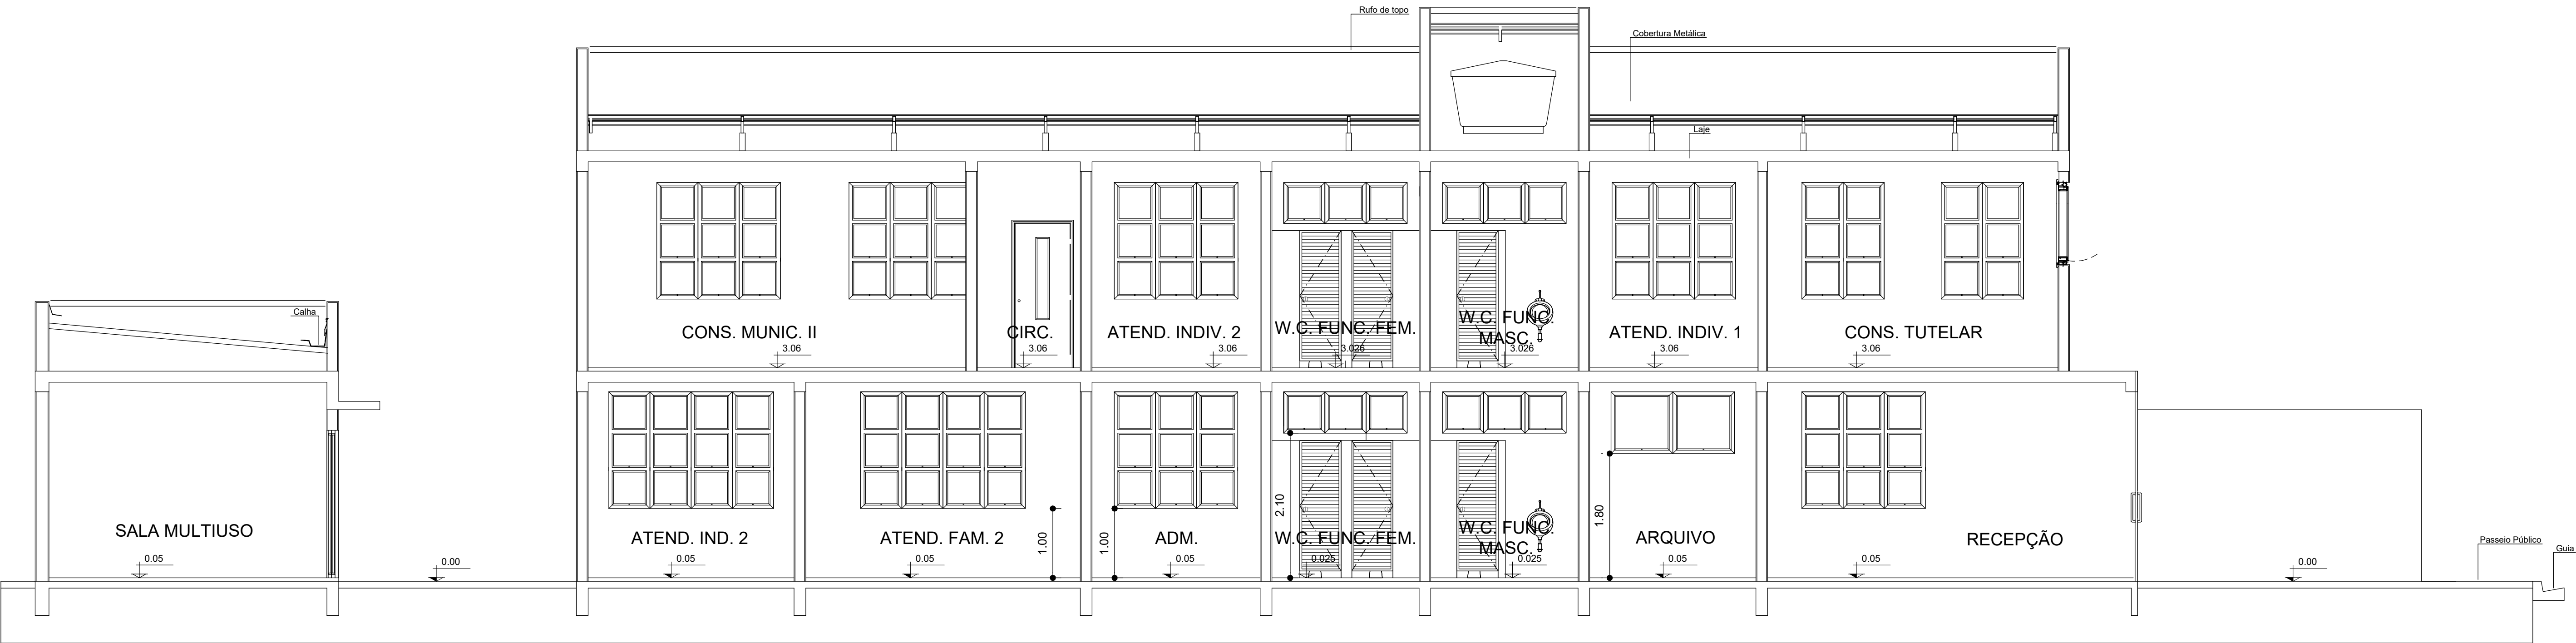 Rufo de topo
Cobertura Metálica
Laje
Calha
CONS. MUNIC. II
3.06
CIRC.
3.06
ATEND. INDIV. 2
3.06
W.C. FUNC. FEM.
3.026
W.C. FUNC.
MASC.
3.026
ATEND. INDIV. 1
3.06
CONS. TUTELAR
3.06
SALA MULTIUSO
0.05
0.00
ATEND. IND. 2
0.05
ATEND. FAM. 2
0.05
1.00
1.00
ADM.
0.05
2.10
W.C. FUNC. FEM.
0.025
W.C. FUNC.
MASC.
0.025
1.80
ARQUIVO
0.05
RECEPÇÃO
0.05
0.00
Passeio Público
Guia